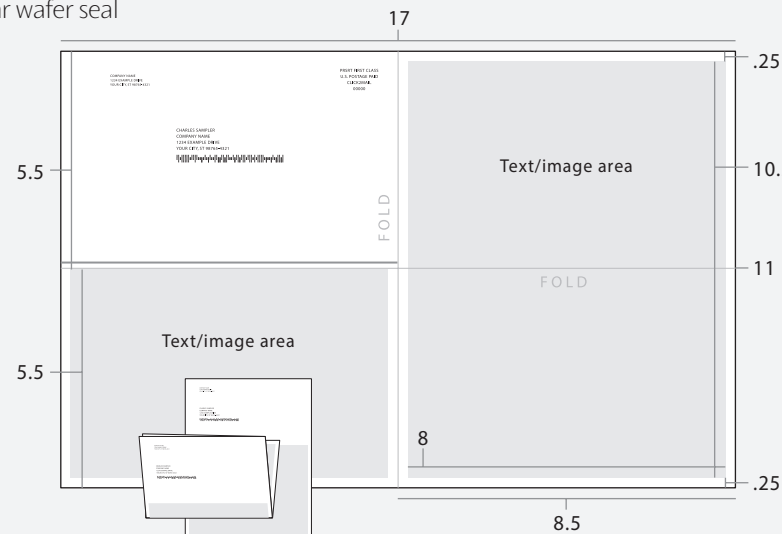 r wafer seal
17
.25
COMPANY NAME
1234 EXAMPLE DRIVE
YOUR CITY, ST 98765-4321
PRSRT FIRST CLASS
U.S. POSTAGE PAID
CLICK2MAIL
00000
CHARLES SAMPLER
COMPANY NAME
1234 EXAMPLE DRIVE
YOUR CITY, ST 98765-4321
5.5
FOLD
Text/image area
10.
11
FOLD
Text/image area
5.5
8
.25
8.5